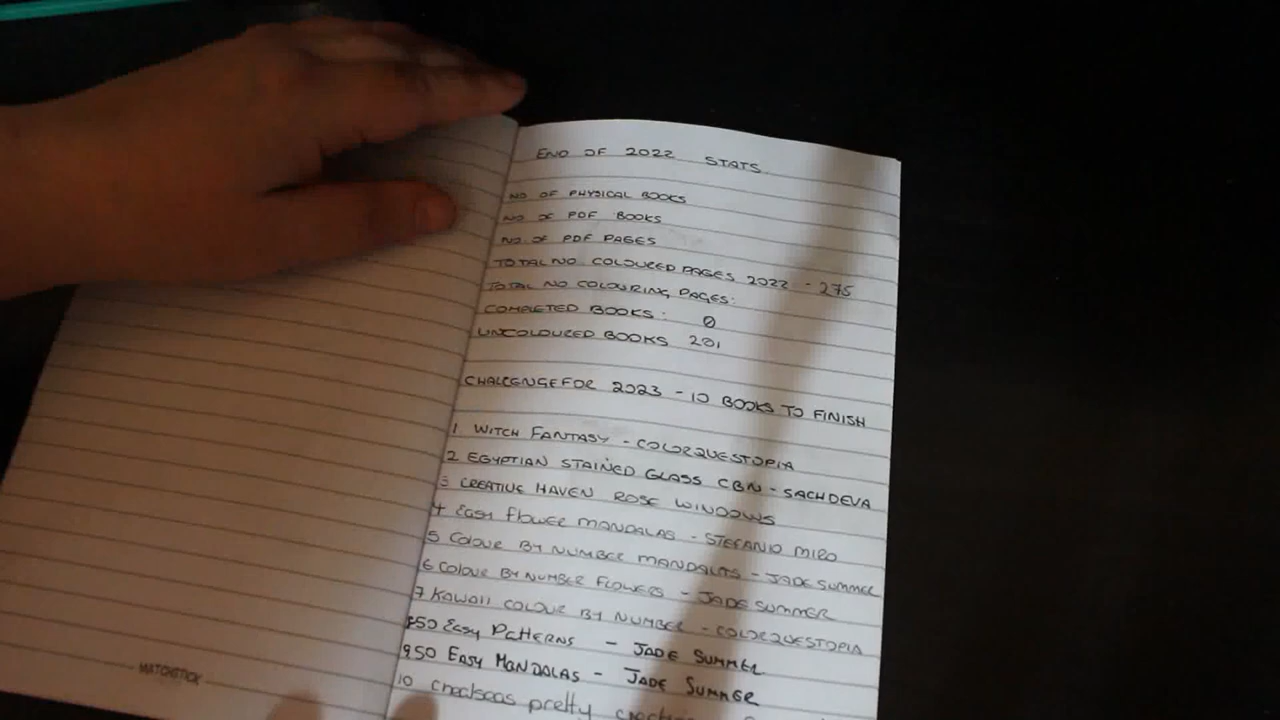 END OF 2022 STATS
NO OF PHYSICAL BOOKS
NO OF PDF BOOKS
NO. OF PDF PAGES
TOTAL NO COLOURED PAGES 2022 - 275
TOTAL NO COLOURING PAGES:
COMPLETED BOOKS: 0
UNCOLOURED BOOKS 201
CHALLENGE FOR 2023 - 10 BOOKS TO FINISH
1 WITCH FANTASY - COLORQUESTOPIA
2 EGYPTIAN STAINED GLASS CBN - SACHDEVA
3 CREATIVE HAVEN ROSE WINDOWS
4 EASY flower MANDALAS - STEFANIO MIRO
5 COLOUR BY NUMBER MANDALAS - JADE SUMMER
6 COLOUR BY NUMBER FLOWERS - JADE SUMMER
7 KAWAII COLOUR BY NUMBER - COLORQUESTOPIA
8 50 EASY PATTERNS - JADE SUMMER
9 50 EASY MANDALAS - JADE SUMMER
10 Chealseas pretty
MATCHSTICK